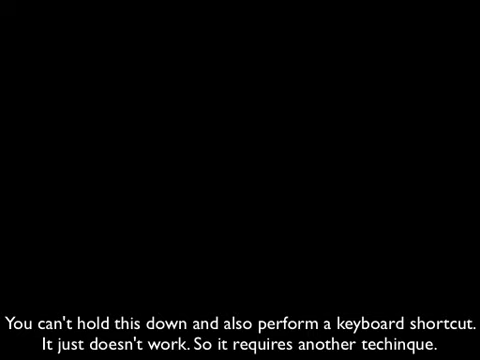 You can't hold this down and also perform a keyboard shortcut.
It just doesn't work. So it requires another techinque.